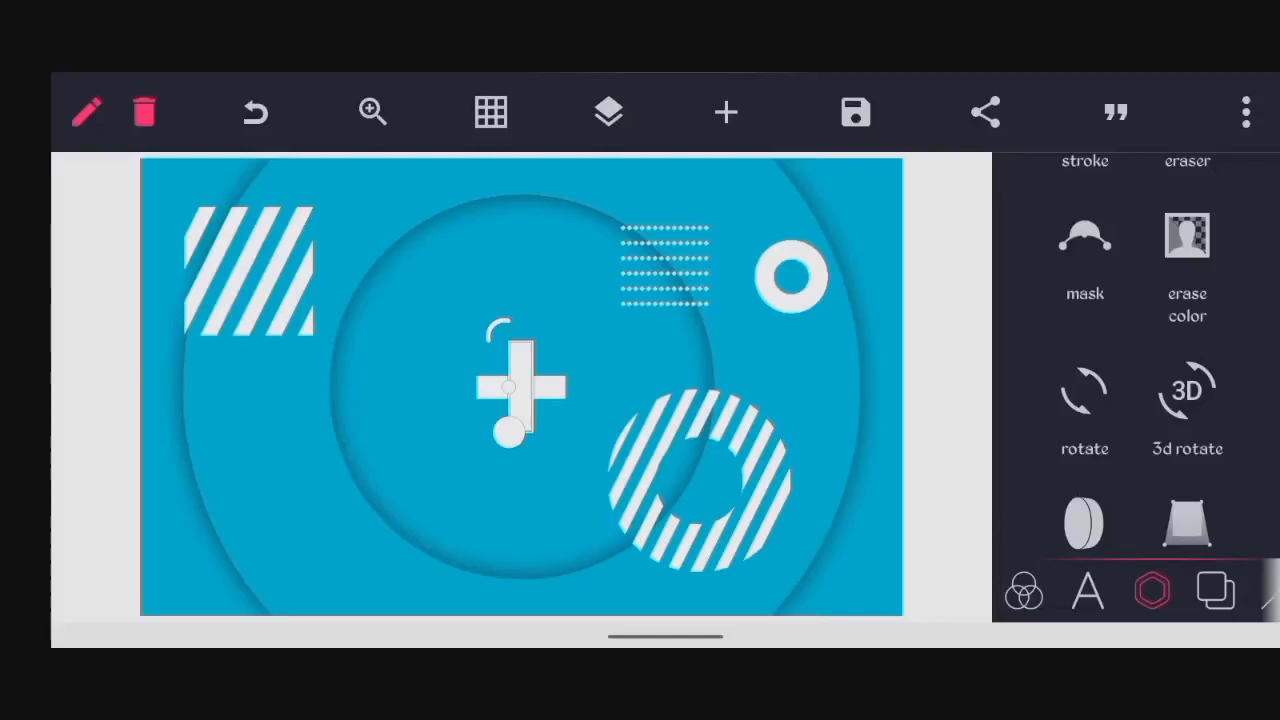 stroke
eraser
mask
erase
color
3D
rotate
3d rotate